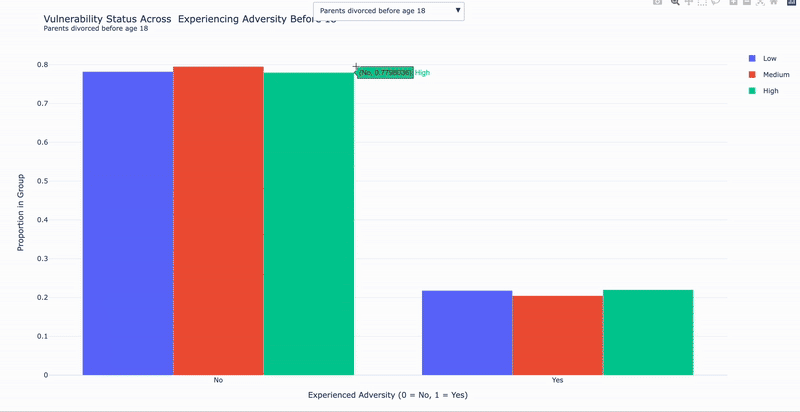 Parents divorced before age 18 ▼
Vulnerability Status Across Experiencing Adversity Before 18
Parents divorced before age 18
Low
Medium
High
0.8
0.7
0.6
0.5
0.4
0.3
0.2
0.1
0
Proportion in Group
(No, High
No
Yes
Experienced Adversity (0 = No, 1 = Yes)